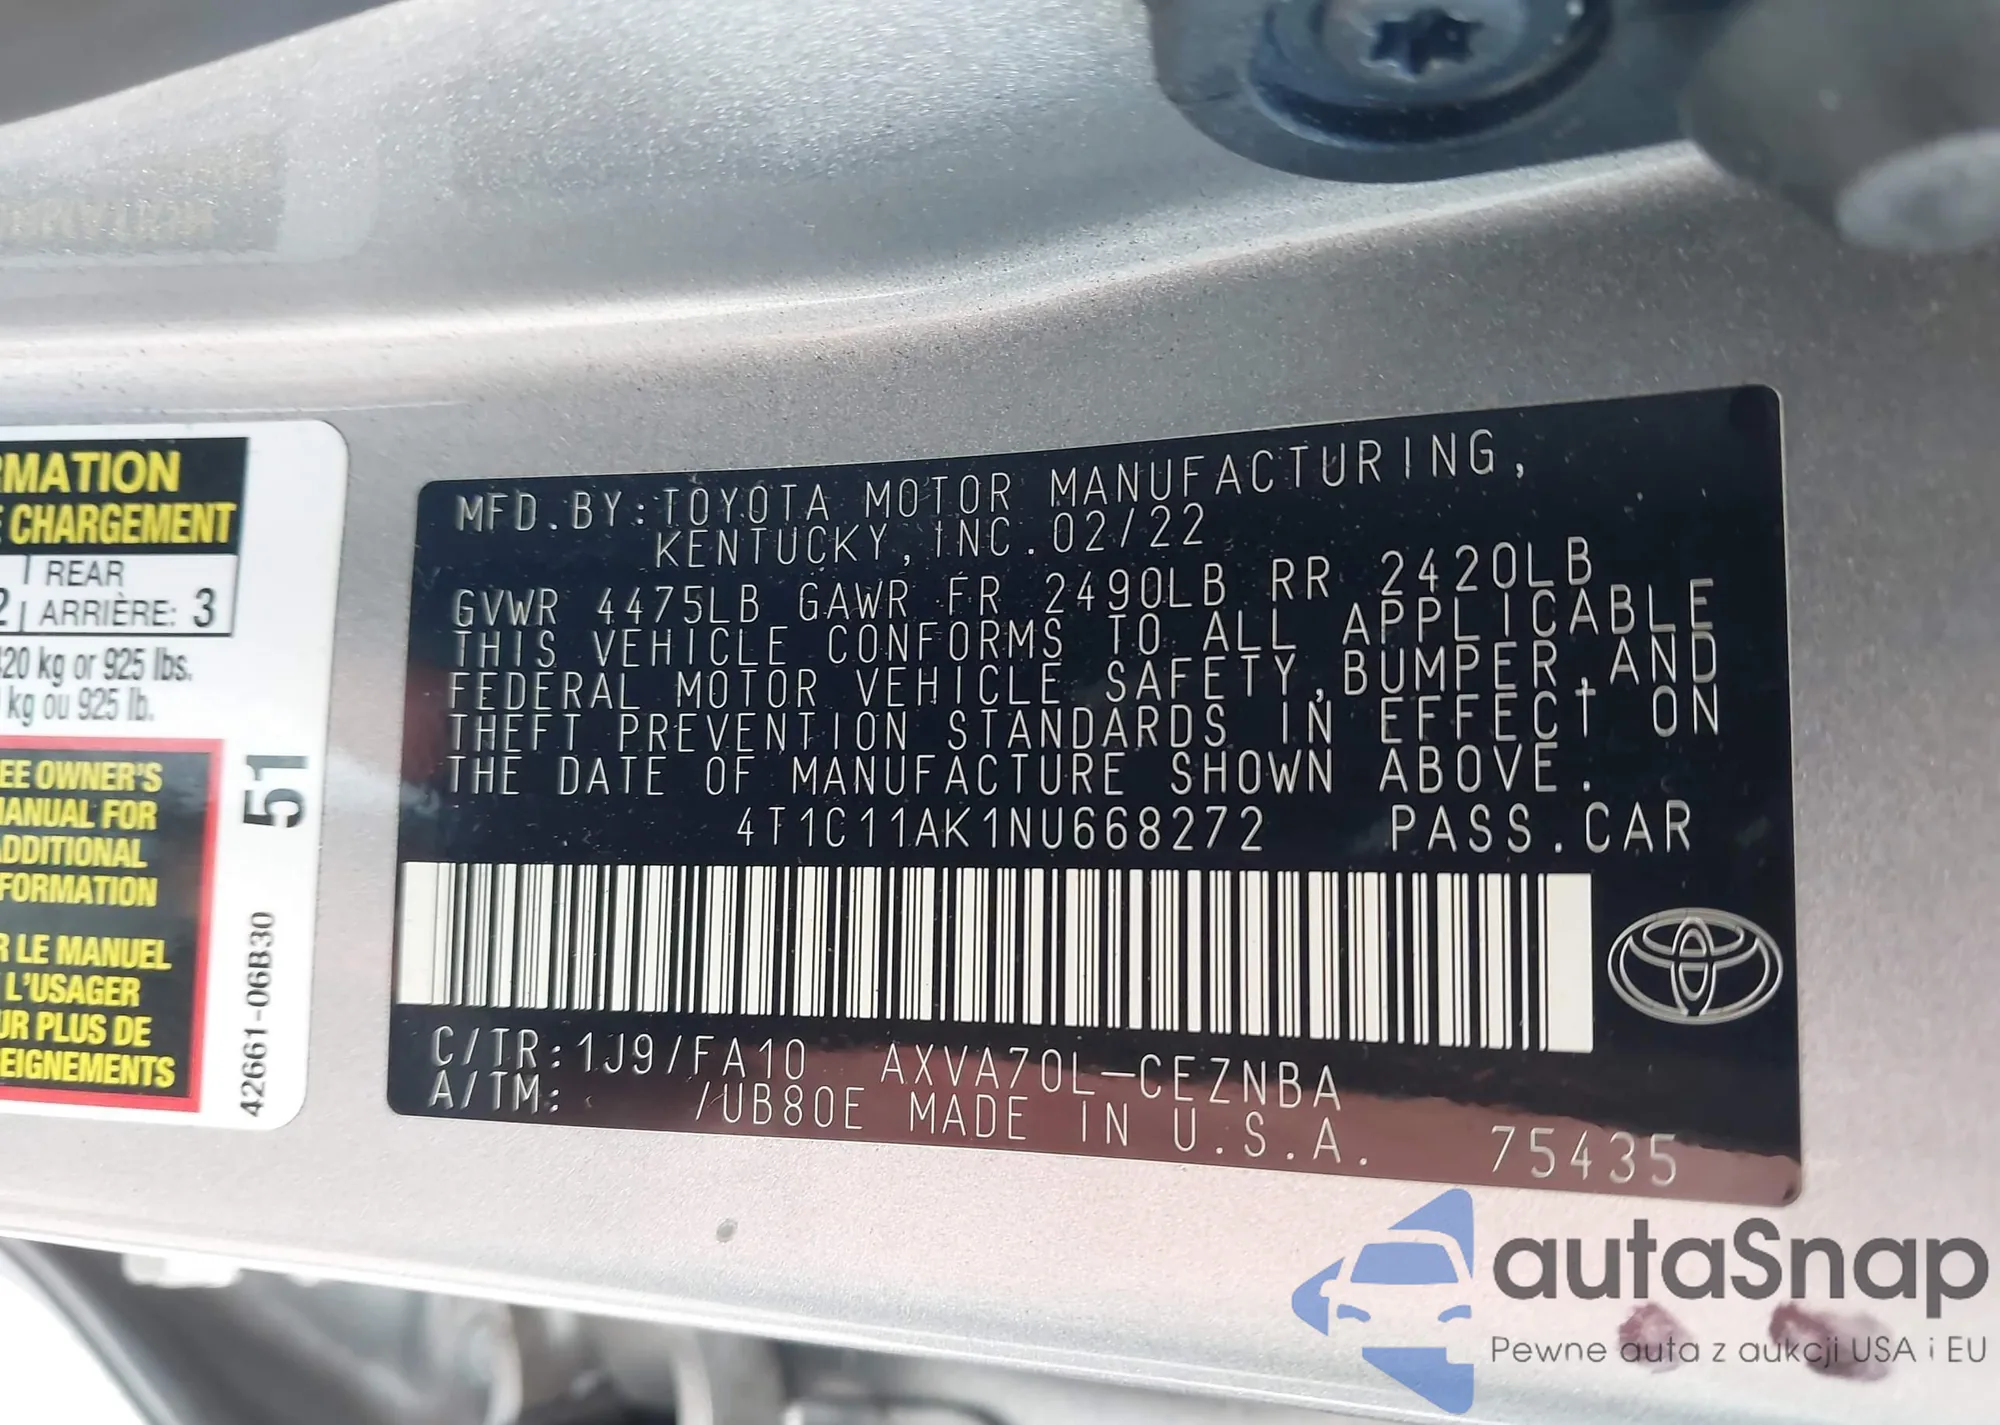 RMATION
E CHARGEMENT
REAR
2 ARRIÈRE: 3
420 kg or 925 lbs.
kg ou 925 lb.
EE OWNER'S
MANUAL FOR
ADDITIONAL
FORMATION
R LE MANUEL
L'USAGER
UR PLUS DE
EIGNEMENTS
51
42661-06B30
MFD.BY:TOYOTA MOTOR MANUFACTURING,
KENTUCKY,INC.02/22
GVWR 4475LB GAWR FR 2490LB RR 2420LB
THIS VEHICLE CONFORMS TO ALL APPLICABLE
FEDERAL MOTOR VEHICLE SAFETY,BUMPER,AND
THEFT PREVENTION STANDARDS IN EFFECT ON
THE DATE OF MANUFACTURE SHOWN ABOVE.
4T1C11AK1NU668272 PASS.CAR
C/TR:1J9/FA10 AXVA70L-CEZNBA
A/TM: /UB80E MADE IN U.S.A. 75435
autaSnap
Pewne auta z aukcji USA i EU